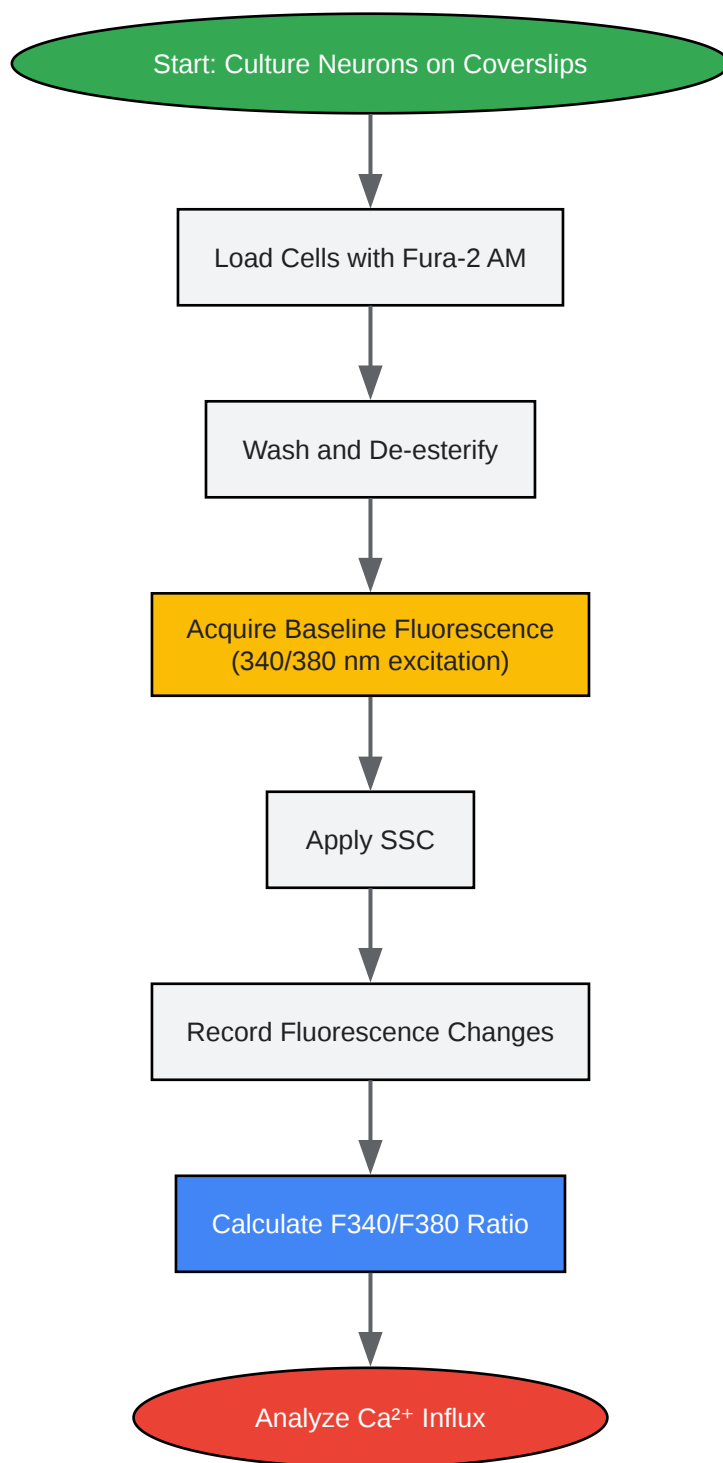 Start: Culture Neurons on Coverslips
Load Cells with Fura-2 AM
Wash and De-esterify
Acquire Baseline Fluorescence
(340/380 nm excitation)
Apply SSC
Record Fluorescence Changes
Calculate F340/F380 Ratio
Analyze Ca²⁺ Influx